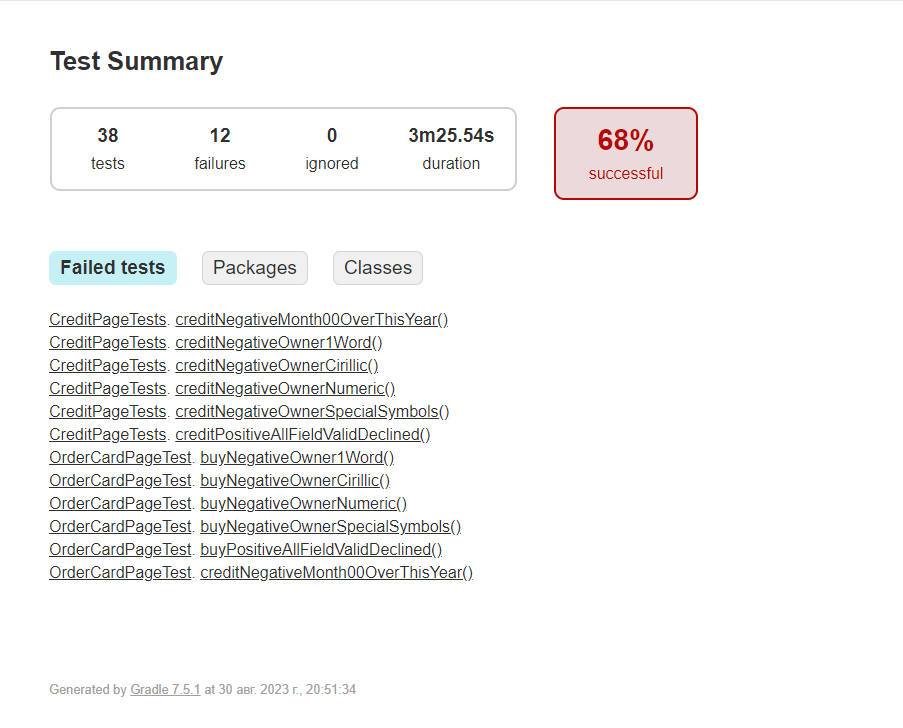 Test Summary
38 12 0 3m25.54s 68%
tests failures ignored duration successful
Failed tests Packages Classes
CreditPageTests. creditNegativeMonth00OverThisYear()
CreditPageTests. creditNegativeOwner1Word()
CreditPageTests. creditNegativeOwnerCirillic()
CreditPageTests. creditNegativeOwnerNumeric()
CreditPageTests. creditNegativeOwnerSpecialSymbols()
CreditPageTests. creditPositiveAllFieldValidDeclined()
OrderCardPageTest. buyNegativeOwner1Word()
OrderCardPageTest. buyNegativeOwnerCirillic()
OrderCardPageTest. buyNegativeOwnerNumeric()
OrderCardPageTest. buyNegativeOwnerSpecialSymbols()
OrderCardPageTest. buyPositiveAllFieldValidDeclined()
OrderCardPageTest. creditNegativeMonth00OverThisYear()
Generated by Gradle 7.5.1 at 30 авг. 2023 г., 20:51:34